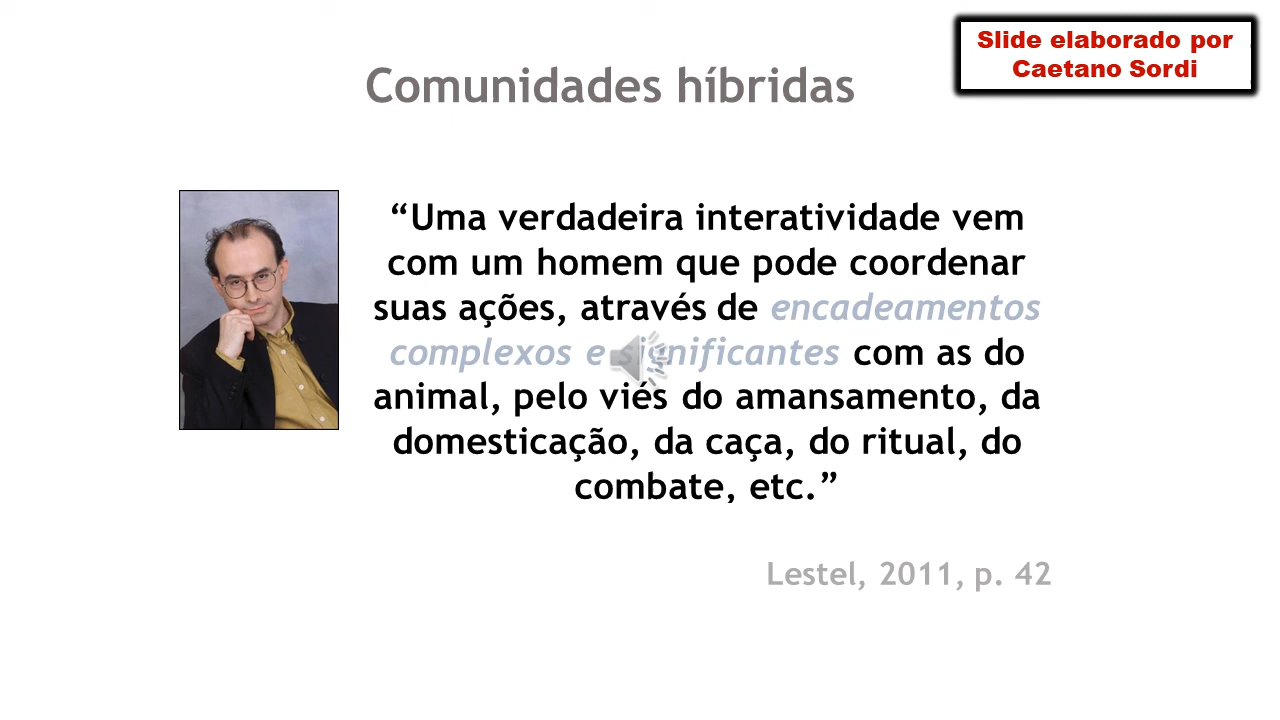 Slide elaborado por
Caetano Sordi
Comunidades híbridas
“Uma verdadeira interatividade vem
com um homem que pode coordenar
suas ações, através de encadeamentos
complexos e significantes com as do
animal, pelo viés do amansamento, da
domesticação, da caça, do ritual, do
combate, etc.”
Lestel, 2011, p. 42